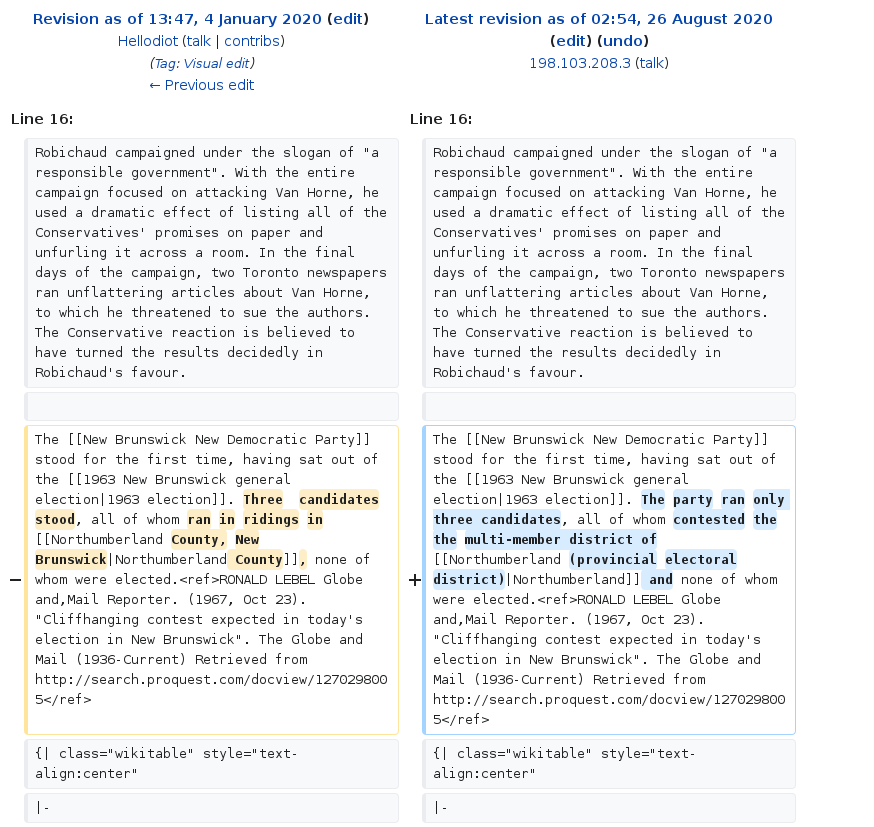 Revision as of 13:47, 4 January 2020 (edit)
Hellodiot (talk | contribs)
(Tag: Visual edit)
← Previous edit
Latest revision as of 02:54, 26 August 2020
(edit) (undo)
198.103.208.3 (talk)
Line 16:
Line 16:
Robichaud campaigned under the slogan of "a
responsible government". With the entire
campaign focused on attacking Van Horne, he
used a dramatic effect of listing all of the
Conservatives' promises on paper and
unfurling it across a room. In the final
days of the campaign, two Toronto newspapers
ran unflattering articles about Van Horne,
to which he threatened to sue the authors.
The Conservative reaction is believed to
have turned the results decidedly in
Robichaud's favour.
Robichaud campaigned under the slogan of "a
responsible government". With the entire
campaign focused on attacking Van Horne, he
used a dramatic effect of listing all of the
Conservatives' promises on paper and
unfurling it across a room. In the final
days of the campaign, two Toronto newspapers
ran unflattering articles about Van Horne,
to which he threatened to sue the authors.
The Conservative reaction is believed to
have turned the results decidedly in
Robichaud's favour.
−
The [[New Brunswick New Democratic Party]]
stood for the first time, having sat out of
the [[1963 New Brunswick general
election|1963 election]]. Three  candidates
stood, all of whom ran in ridings in
[[Northumberland County, New
Brunswick|Northumberland County]], none of
whom were elected.<ref>RONALD LEBEL Globe
and,Mail Reporter. (1967, Oct 23).
"Cliffhanging contest expected in today's
election in New Brunswick". The Globe and
Mail (1936-Current) Retrieved from
http://search.proquest.com/docview/127029800
5</ref>
+
The [[New Brunswick New Democratic Party]]
stood for the first time, having sat out of
the [[1963 New Brunswick general
election|1963 election]]. The party ran only
three candidates, all of whom contested the
the multi-member district of
[[Northumberland (provincial electoral
district)|Northumberland]] and none of whom
were elected.<ref>RONALD LEBEL Globe
and,Mail Reporter. (1967, Oct 23).
"Cliffhanging contest expected in today's
election in New Brunswick". The Globe and
Mail (1936-Current) Retrieved from
http://search.proquest.com/docview/127029800
5</ref>
{| class="wikitable" style="text-
align:center"
{| class="wikitable" style="text-
align:center"
|-
|-